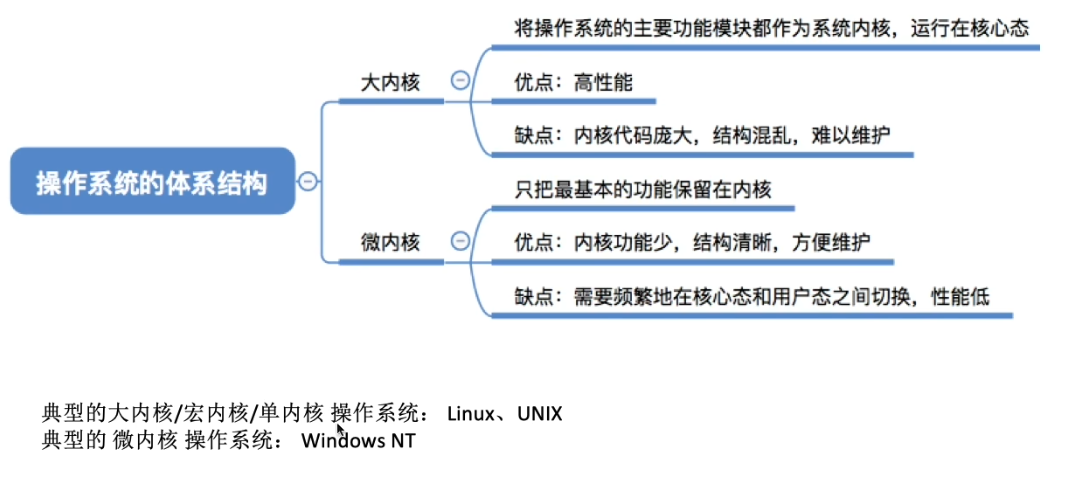 操作系统的体系结构
大内核
将操作系统的主要功能模块都作为系统内核，运行在核心态
优点：高性能
缺点：内核代码庞大，结构混乱，难以维护
微内核
只把最基本的功能保留在内核
优点：内核功能少，结构清晰，方便维护
缺点：需要频繁地在核心态和用户态之间切换，性能低
典型的大内核/宏内核/单内核 操作系统： Linux、UNIX
典型的 微内核 操作系统： Windows NT